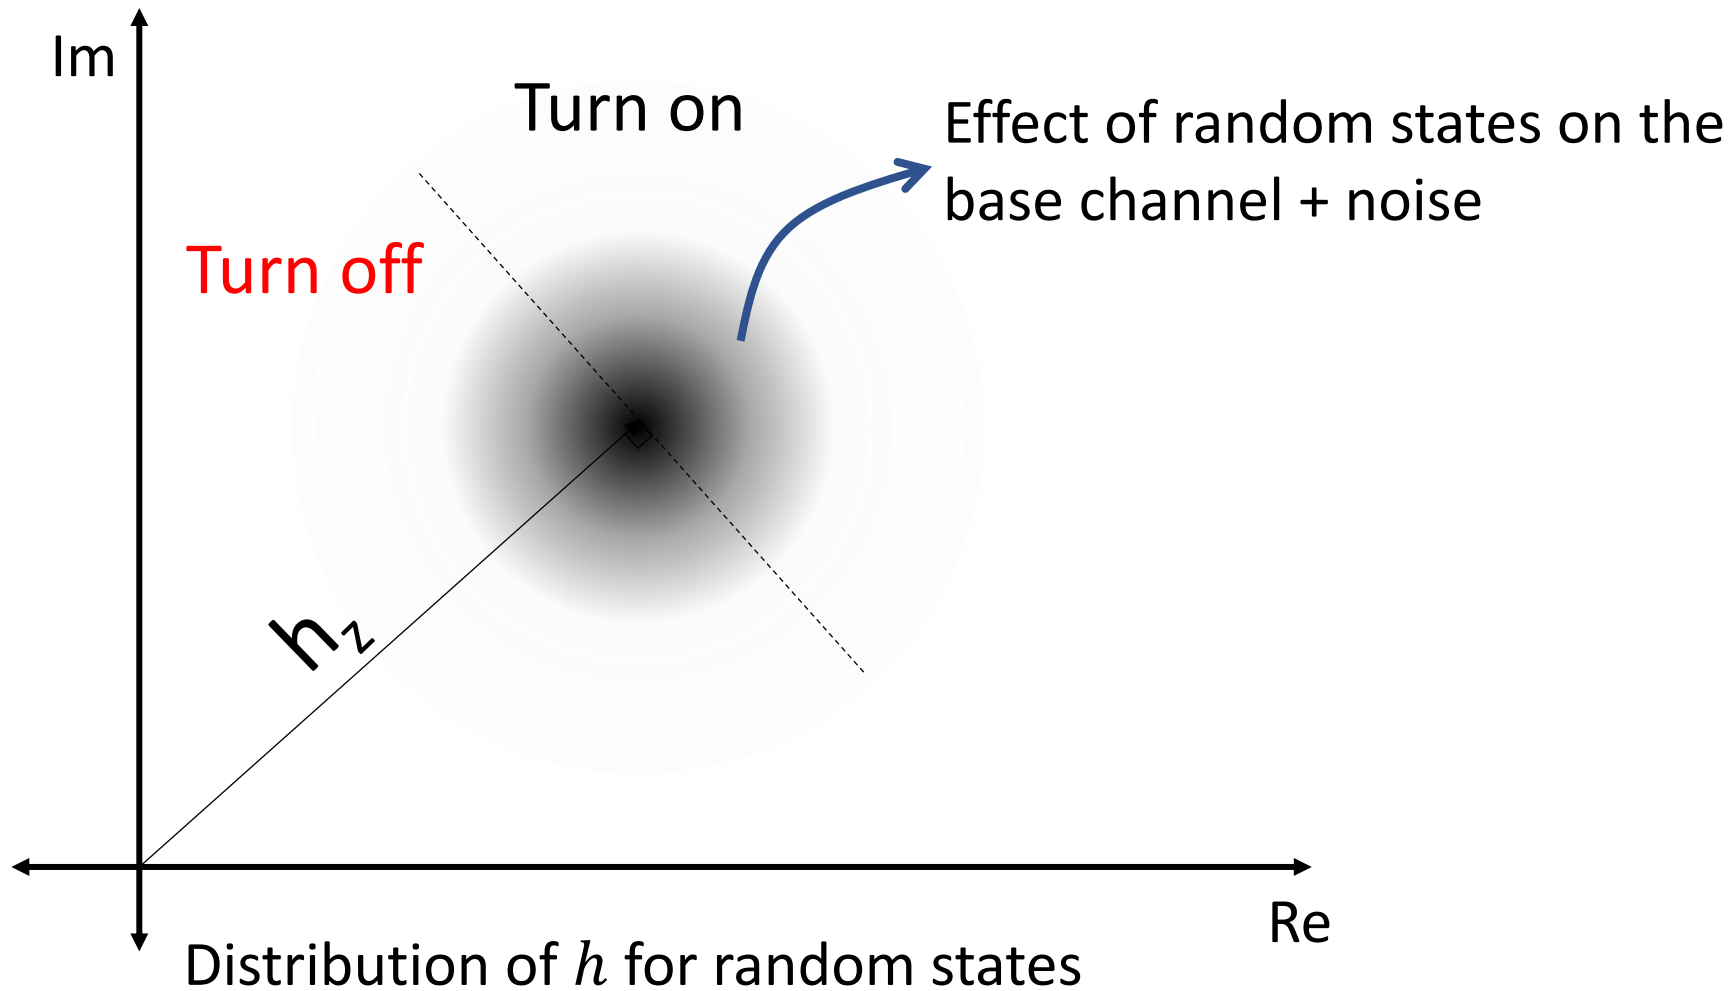 Im
Turn on
Effect of random states on the
base channel + noise
Turn off
hz
Re
Distribution of h for random states